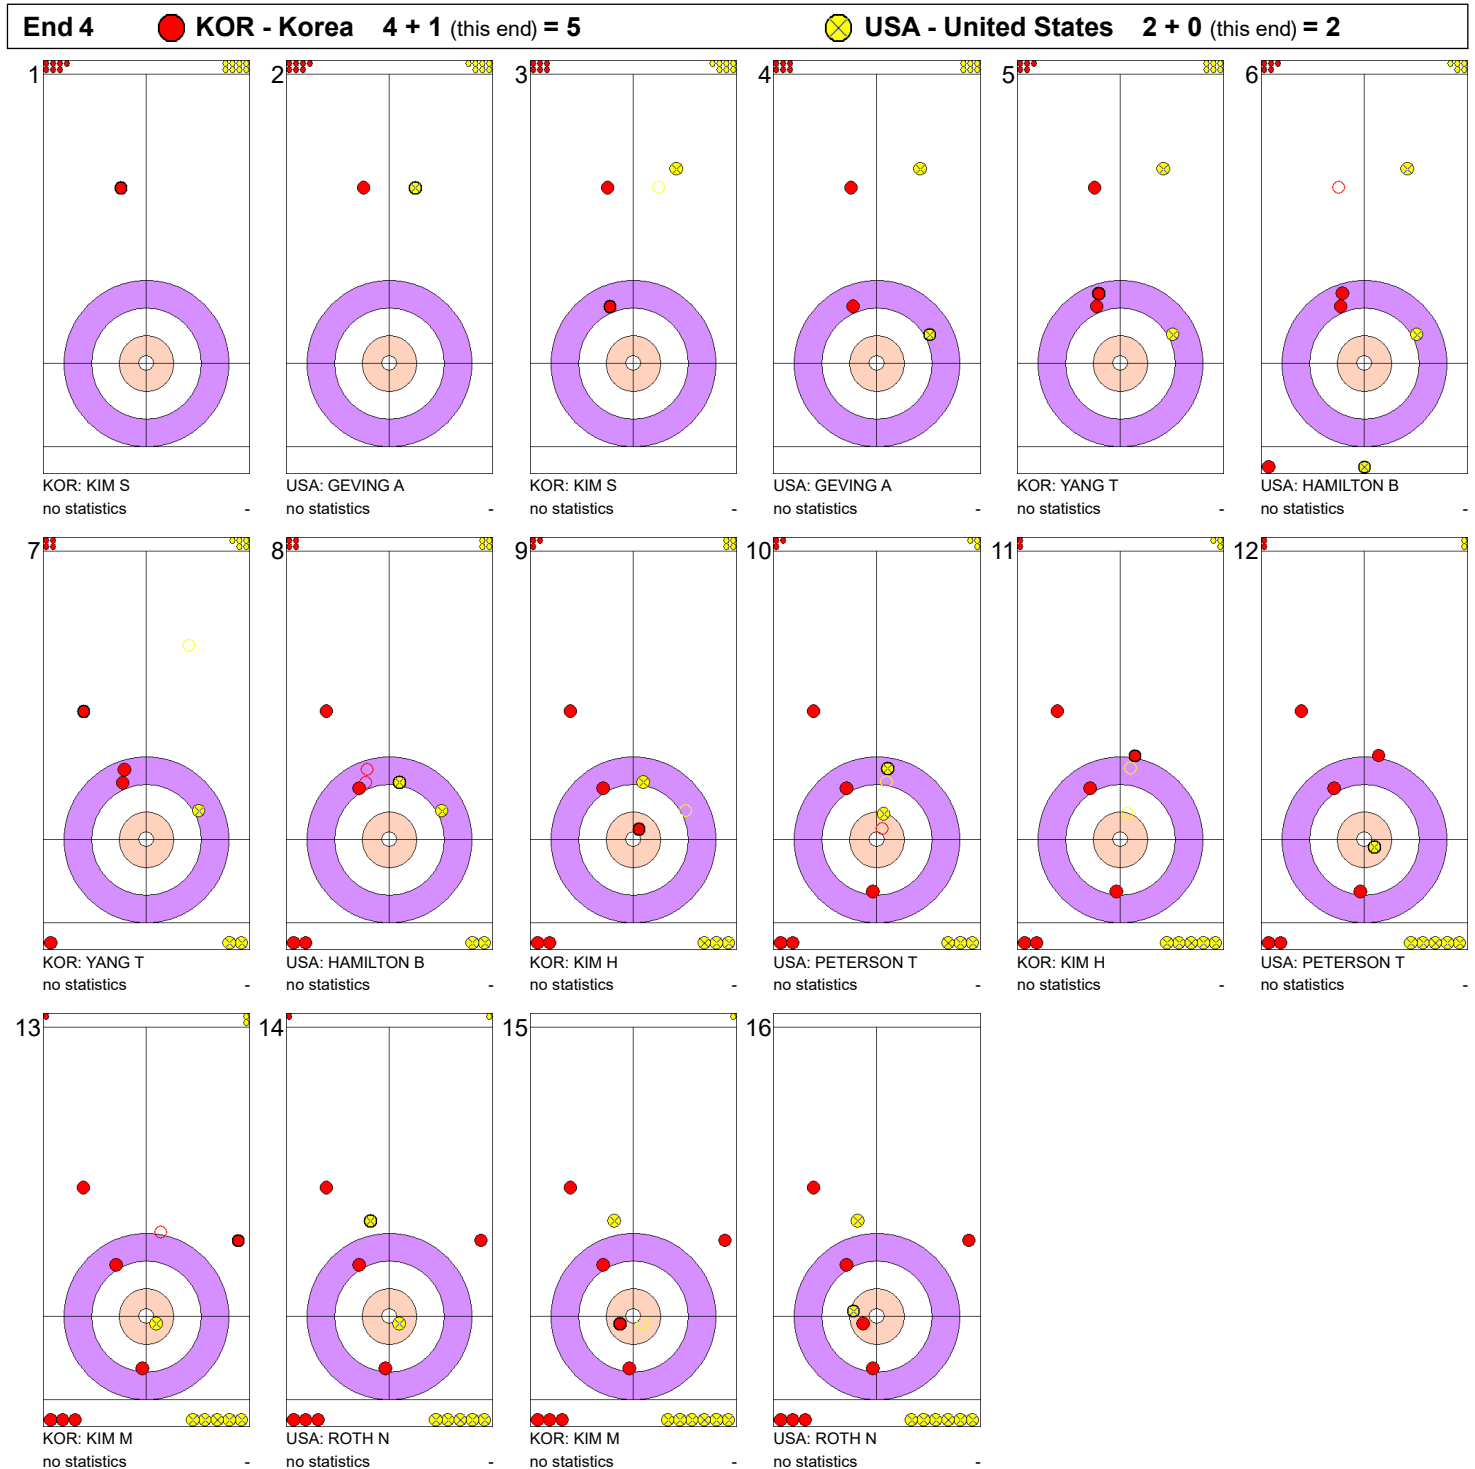 End 4 KOR - Korea 4 + 1 (this end) = 5 USA - United States 2 + 0 (this end) = 2
1 2 3 4 5 6
KOR: KIM S USA: GEVING A KOR: KIM S USA: GEVING A KOR: YANG T USA: HAMILTON B
no statistics - no statistics - no statistics - no statistics - no statistics - no statistics -
7 8 9 10 11 12
KOR: YANG T USA: HAMILTON B KOR: KIM H USA: PETERSON T KOR: KIM H USA: PETERSON T
no statistics - no statistics - no statistics - no statistics - no statistics - no statistics -
13 14 15 16
KOR: KIM M USA: ROTH N KOR: KIM M USA: ROTH N
no statistics - no statistics - no statistics - no statistics -